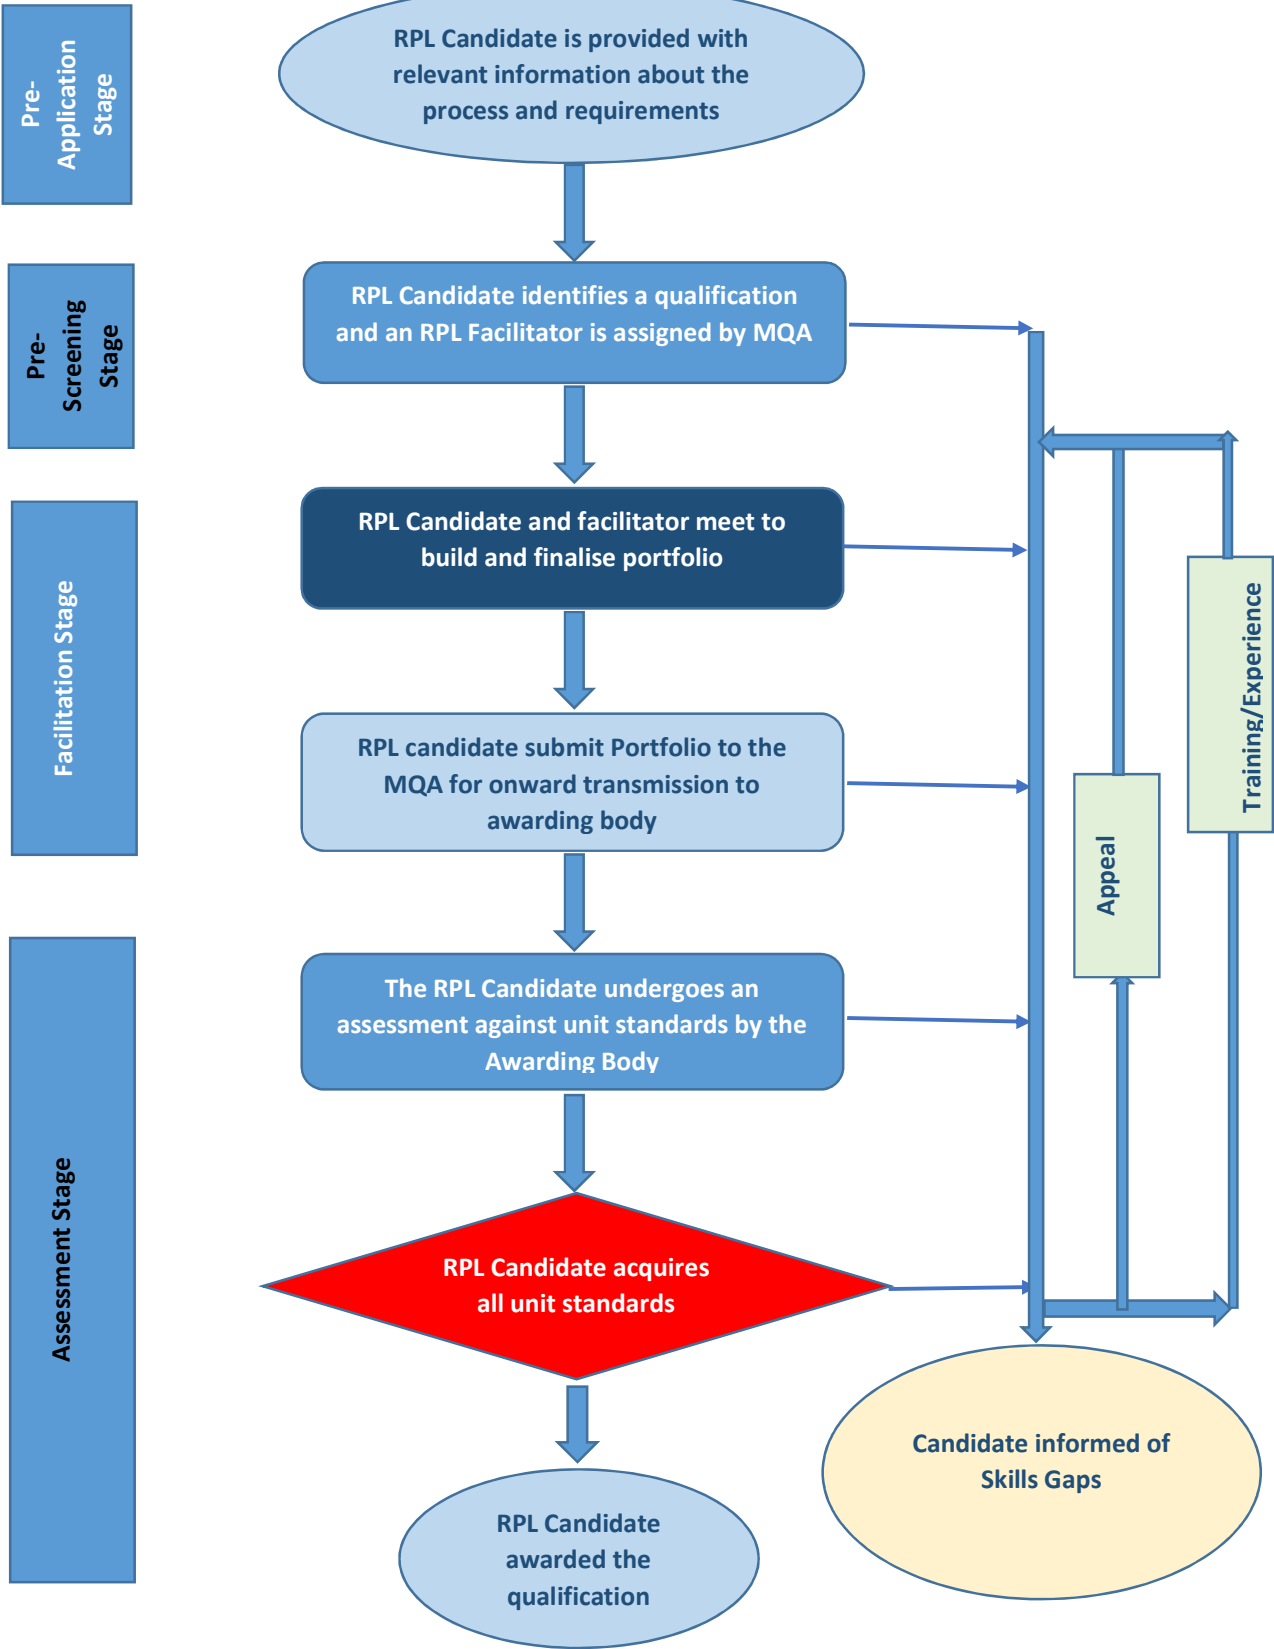 Pre-
Application
Stage
RPL Candidate is provided with
relevant information about the
process and requirements
Pre-
Screening
Stage
RPL Candidate identifies a qualification
and an RPL Facilitator is assigned by MQA
Facilitation Stage
RPL Candidate and facilitator meet to
build and finalise portfolio
RPL candidate submit Portfolio to the
MQA for onward transmission to
awarding body
Training/Experience
Appeal
Assessment Stage
The RPL Candidate undergoes an
assessment against unit standards by the
Awarding Body
RPL Candidate acquires
all unit standards
Candidate informed of
Skills Gaps
RPL Candidate
awarded the
qualification